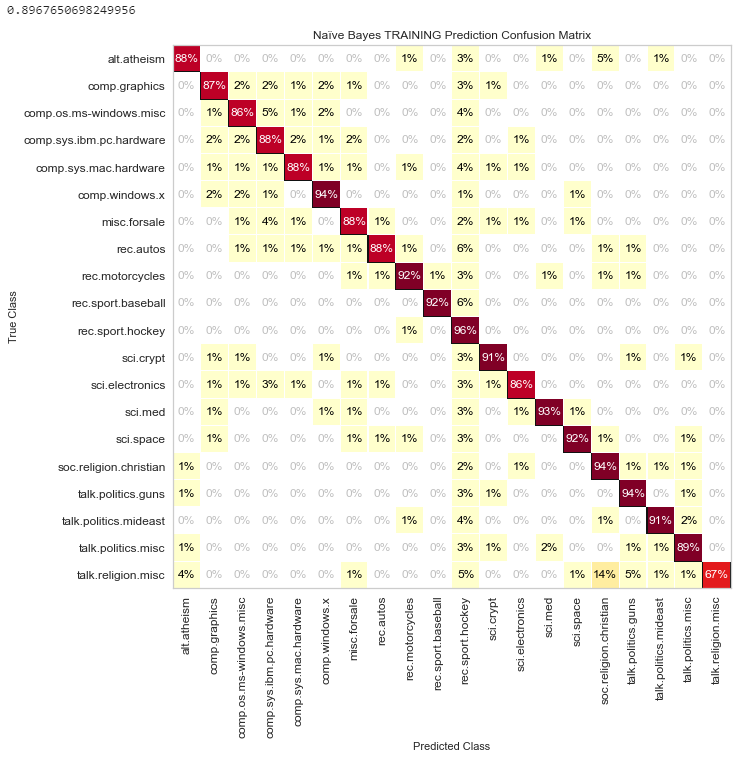 0.8967650698249956
Naïve Bayes TRAINING Prediction Confusion Matrix
alt.atheism 88% 0% 0% 0% 0% 0% 0% 0% 1% 0% 3% 0% 0% 1% 0% 5% 0% 1% 0% 0%
comp.graphics 0% 87% 2% 2% 1% 2% 1% 0% 0% 0% 3% 1% 0% 0% 0% 0% 0% 0% 0% 0%
comp.os.ms-windows.misc 0% 1% 86% 5% 1% 2% 0% 0% 0% 0% 4% 0% 0% 0% 0% 0% 0% 0% 0% 0%
comp.sys.ibm.pc.hardware 0% 2% 2% 88% 2% 1% 2% 0% 0% 0% 2% 0% 1% 0% 0% 0% 0% 0% 0% 0%
comp.sys.mac.hardware 0% 1% 1% 1% 88% 1% 1% 0% 1% 0% 4% 1% 1% 0% 0% 0% 0% 0% 0% 0%
comp.windows.x 0% 2% 2% 1% 0% 94% 0% 0% 0% 0% 1% 0% 0% 0% 1% 0% 0% 0% 0% 0%
misc.forsale 0% 0% 1% 4% 1% 0% 88% 1% 0% 0% 2% 1% 1% 0% 1% 0% 0% 0% 0% 0%
rec.autos 0% 0% 1% 1% 1% 1% 1% 88% 1% 0% 6% 0% 0% 0% 0% 1% 1% 0% 0% 0%
rec.motorcycles 0% 0% 0% 0% 0% 0% 1% 1% 92% 1% 3% 0% 0% 1% 0% 1% 1% 0% 0% 0%
rec.sport.baseball 0% 0% 0% 0% 0% 0% 0% 0% 0% 92% 6% 0% 0% 0% 0% 0% 0% 0% 0% 0%
rec.sport.hockey 0% 0% 0% 0% 0% 0% 0% 0% 1% 0% 96% 0% 0% 0% 0% 0% 0% 0% 0% 0%
sci.crypt 0% 1% 1% 0% 0% 1% 0% 0% 0% 0% 3% 91% 0% 0% 0% 0% 1% 0% 1% 0%
sci.electronics 0% 1% 1% 3% 1% 0% 1% 1% 0% 0% 3% 1% 86% 0% 0% 0% 0% 0% 0% 0%
sci.med 0% 1% 0% 0% 0% 1% 1% 0% 0% 0% 3% 0% 1% 93% 1% 0% 0% 0% 0% 0%
sci.space 0% 1% 0% 0% 0% 0% 1% 1% 1% 0% 3% 0% 0% 0% 92% 1% 0% 0% 1% 0%
soc.religion.christian 1% 0% 0% 0% 0% 0% 0% 0% 0% 0% 2% 0% 1% 0% 0% 94% 1% 1% 1% 0%
talk.politics.guns 1% 0% 0% 0% 0% 0% 0% 0% 0% 0% 3% 1% 0% 0% 0% 0% 94% 0% 1% 0%
talk.politics.mideast 0% 0% 0% 0% 0% 0% 0% 0% 1% 0% 4% 0% 0% 0% 0% 1% 0% 91% 2% 0%
talk.politics.misc 1% 0% 0% 0% 0% 0% 0% 0% 0% 0% 3% 1% 0% 2% 0% 0% 1% 1% 89% 0%
talk.religion.misc 4% 0% 0% 0% 0% 0% 1% 0% 0% 0% 5% 0% 0% 0% 1% 14% 5% 1% 1% 67%
True Class
alt.atheism
comp.graphics
comp.os.ms-windows.misc
comp.sys.ibm.pc.hardware
comp.sys.mac.hardware
comp.windows.x
misc.forsale
rec.autos
rec.motorcycles
rec.sport.baseball
rec.sport.hockey
sci.crypt
sci.electronics
sci.med
sci.space
soc.religion.christian
talk.politics.guns
talk.politics.mideast
talk.politics.misc
talk.religion.misc
Predicted Class